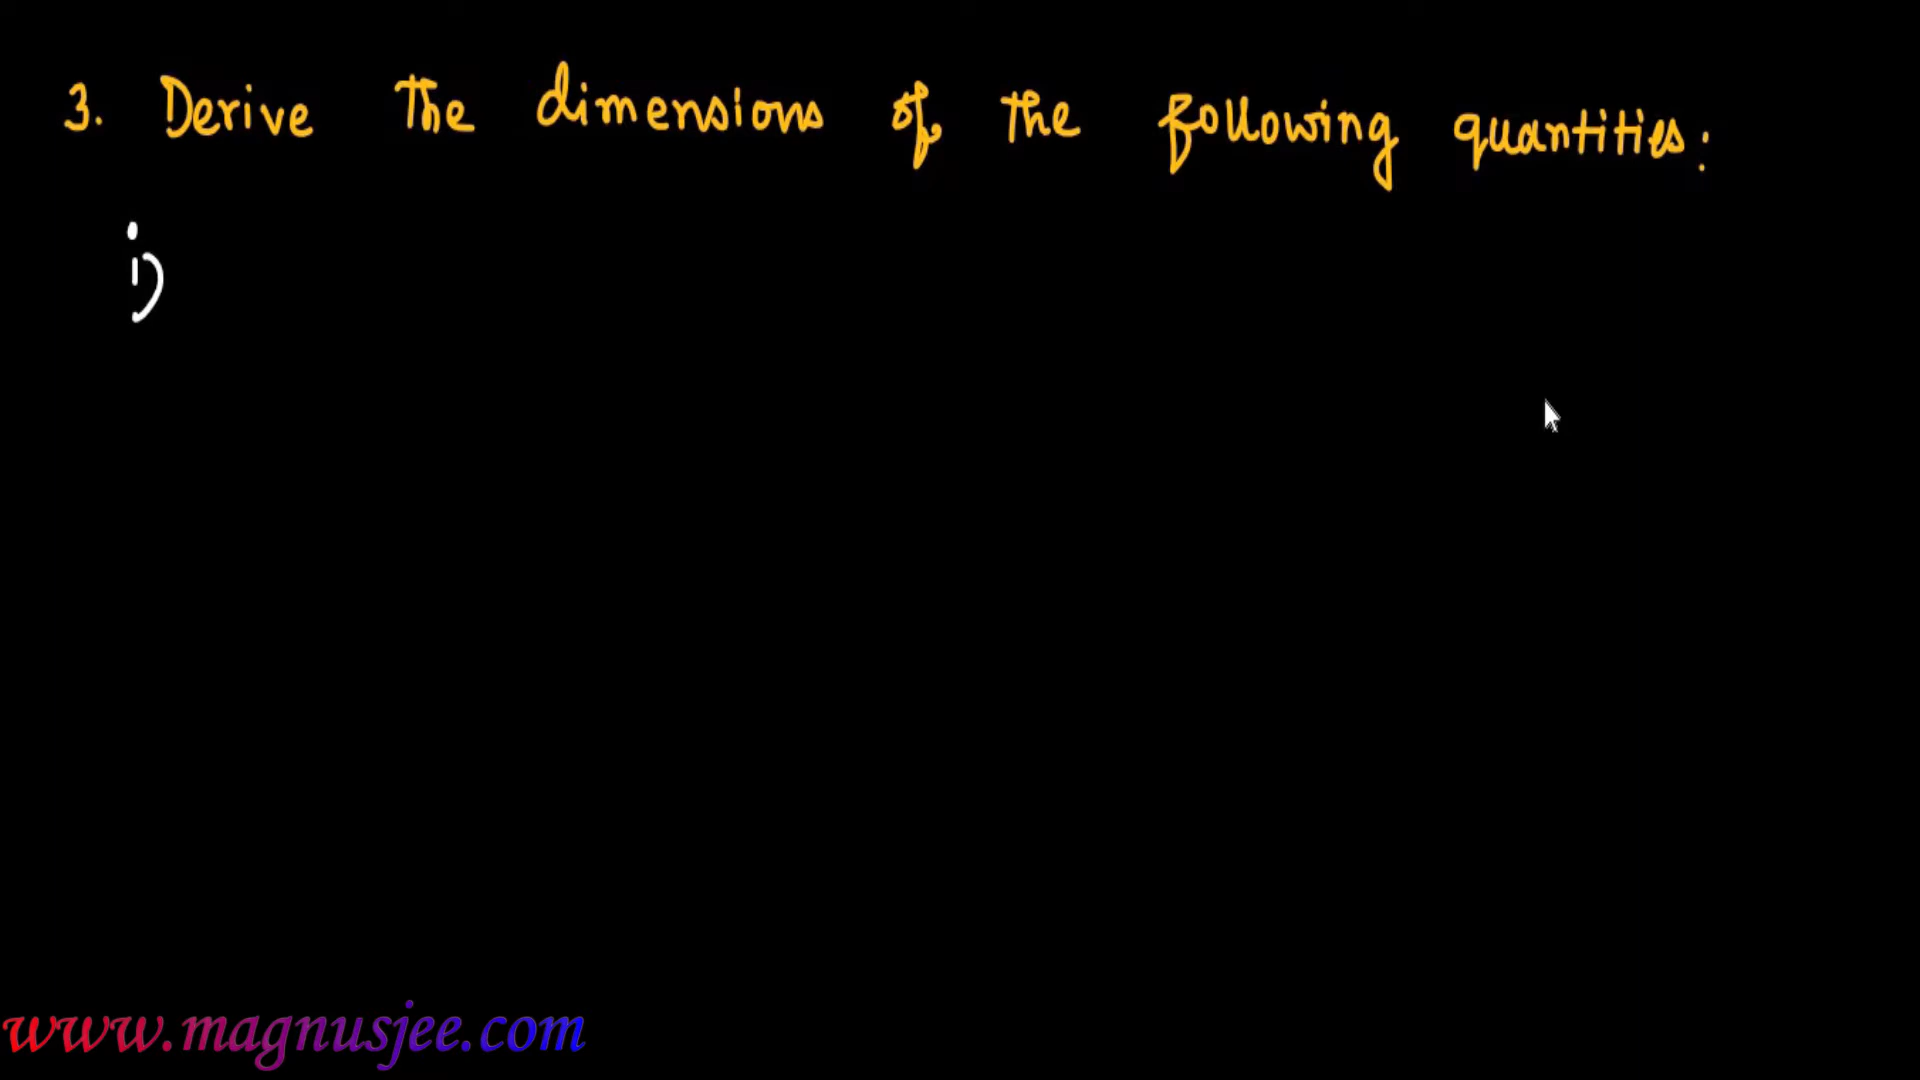 3. Derive The dimensions of the following quantities:
i)
www.magnusjee.com